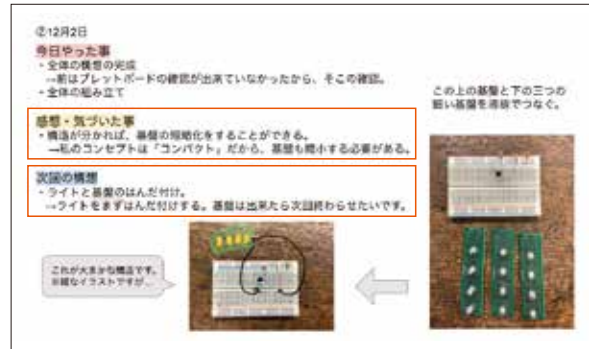 ②12月2日
今日やった事
・全体の構想の完成
→前はブレットボードの確認が出来ていなかったから、そこの確認。
・全体の組み立て
感想・気づいた事
・構造が分かれば、基盤の短略化をすることができる。
→私のコンセプトは「コンパクト」だから、基盤も縮小する必要がある。
次回の構想
・ライトと基盤のはんだ付け。
→ライトをまずはんだ付けする。基盤は出来たら次回終わらせたいです。
この上の基盤と下の三つの
細い基盤を導線でつなぐ。
これが大まかな構造です。
※雑なイラストですが…